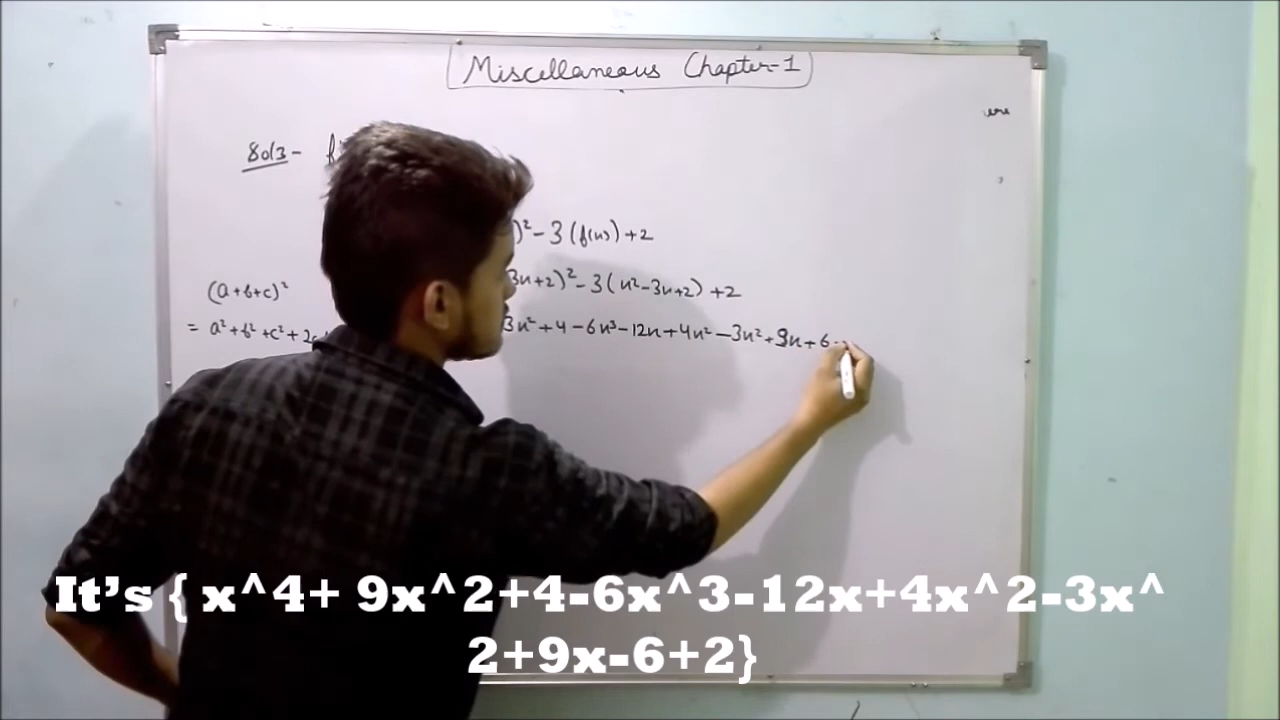 Miscellaneous Chapter-1
ere
Sol3-
)² - 3 (f(x)) + 2
(a+b+c)²
3x+2)² - 3(x² - 3x+2) + 2
= a² + b² + c² + 2
3x² + 4 - 6x³ - 12x + 4x² - 3x² + 9x + 6
It's { x^4+ 9x^2+4-6x^3-12x+4x^2-3x^
2+9x-6+2}